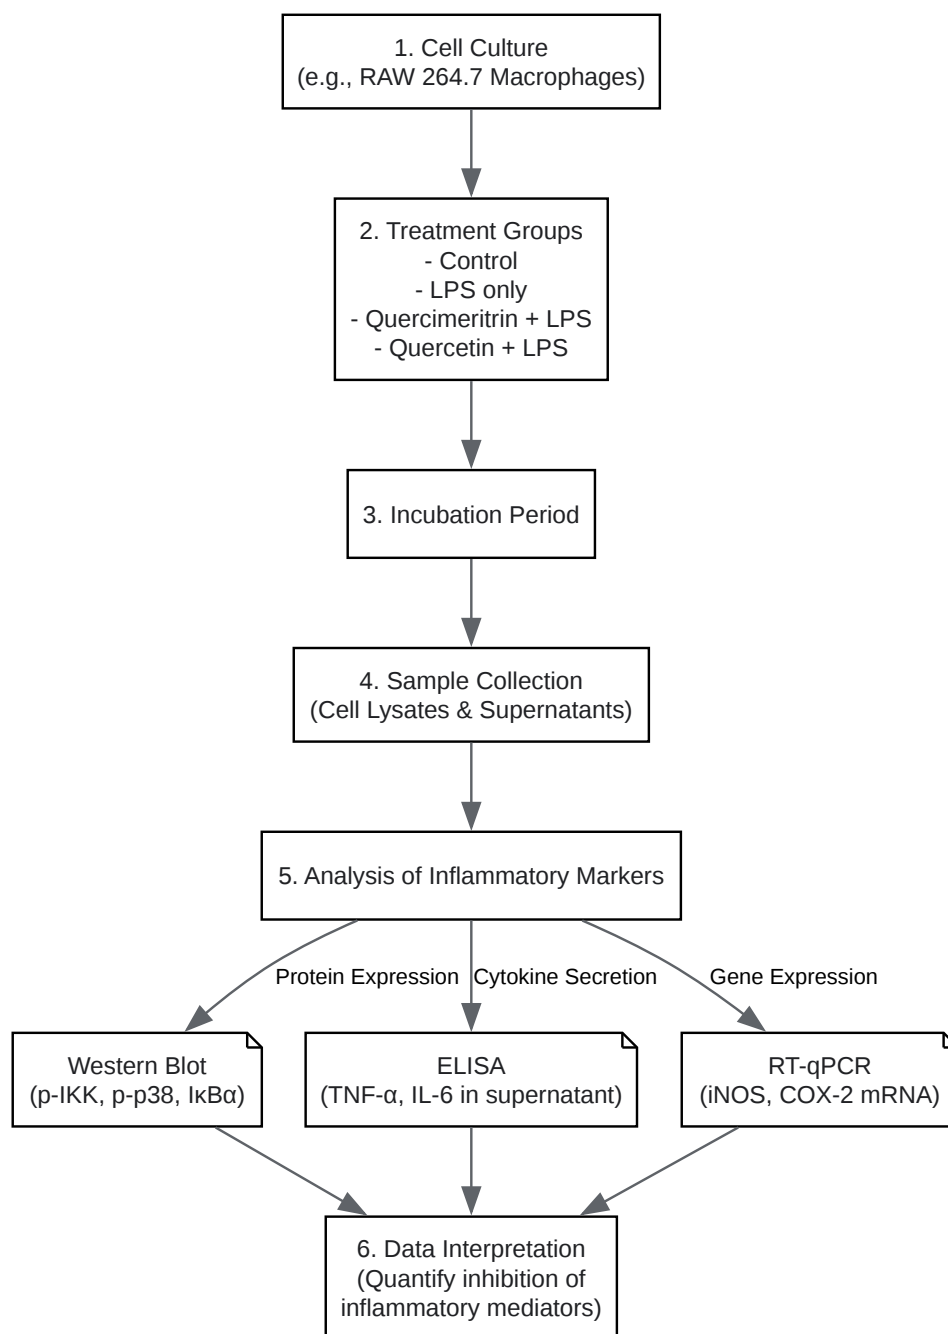 1. Cell Culture
(e.g., RAW 264.7 Macrophages)
2. Treatment Groups
- Control
- LPS only
- Quercimeritrin + LPS
- Quercetin + LPS
3. Incubation Period
4. Sample Collection
(Cell Lysates & Supernatants)
5. Analysis of Inflammatory Markers
Protein Expression
Cytokine Secretion
Gene Expression
Western Blot
(p-IKK, p-p38, IκBα)
ELISA
(TNF-α, IL-6 in supernatant)
RT-qPCR
(iNOS, COX-2 mRNA)
6. Data Interpretation
(Quantify inhibition of
inflammatory mediators)